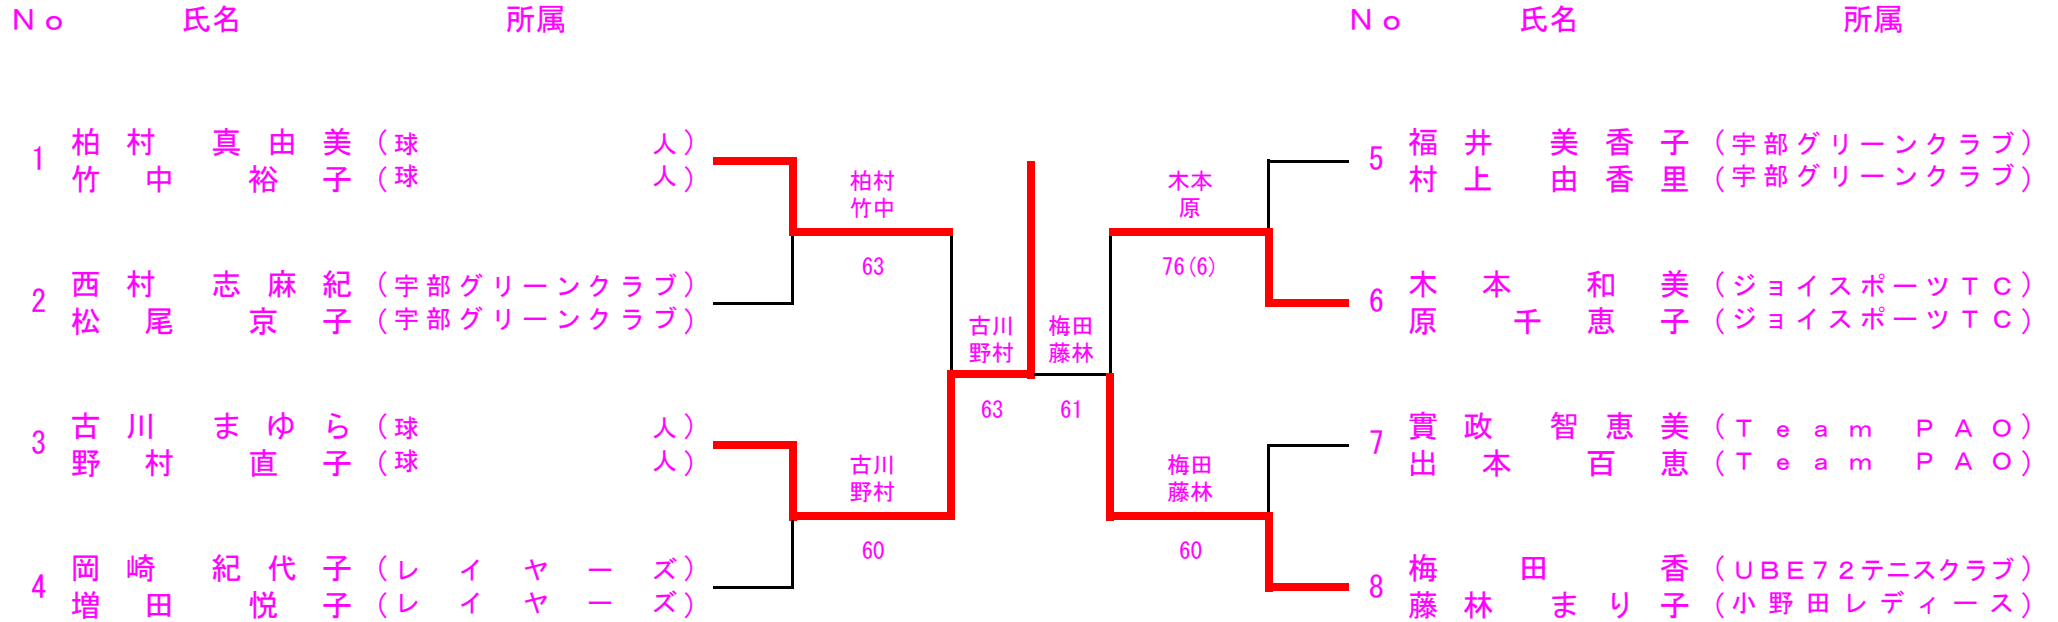 Ｎｏ 氏名 所属 Ｎｏ 氏名 所属
1 柏村 真由美 （球人）
竹中 裕子 （球人）
2 西村 志麻紀 （宇部グリーンクラブ）
松尾 京子 （宇部グリーンクラブ）
3 古川 まゆら （球人）
野村 直子 （球人）
4 岡崎 紀代子 （レイヤーズ）
増田 悦子 （レイヤーズ）
柏村
竹中
63
古川
野村
60
古川
野村
63
梅田
藤林
61
木本
原
76(6)
梅田
藤林
60
5 福井 美香子 （宇部グリーンクラブ）
村上 由香里 （宇部グリーンクラブ）
6 木本 和美 （ジョイスポーツＴＣ）
原 千恵子 （ジョイスポーツＴＣ）
7 實政 智恵美 （Ｔｅａｍ ＰＡＯ）
出本 百恵 （Ｔｅａｍ ＰＡＯ）
8 梅田 香 （ＵＢＥ７２テニスクラブ）
藤林 まり子 （小野田レディース）